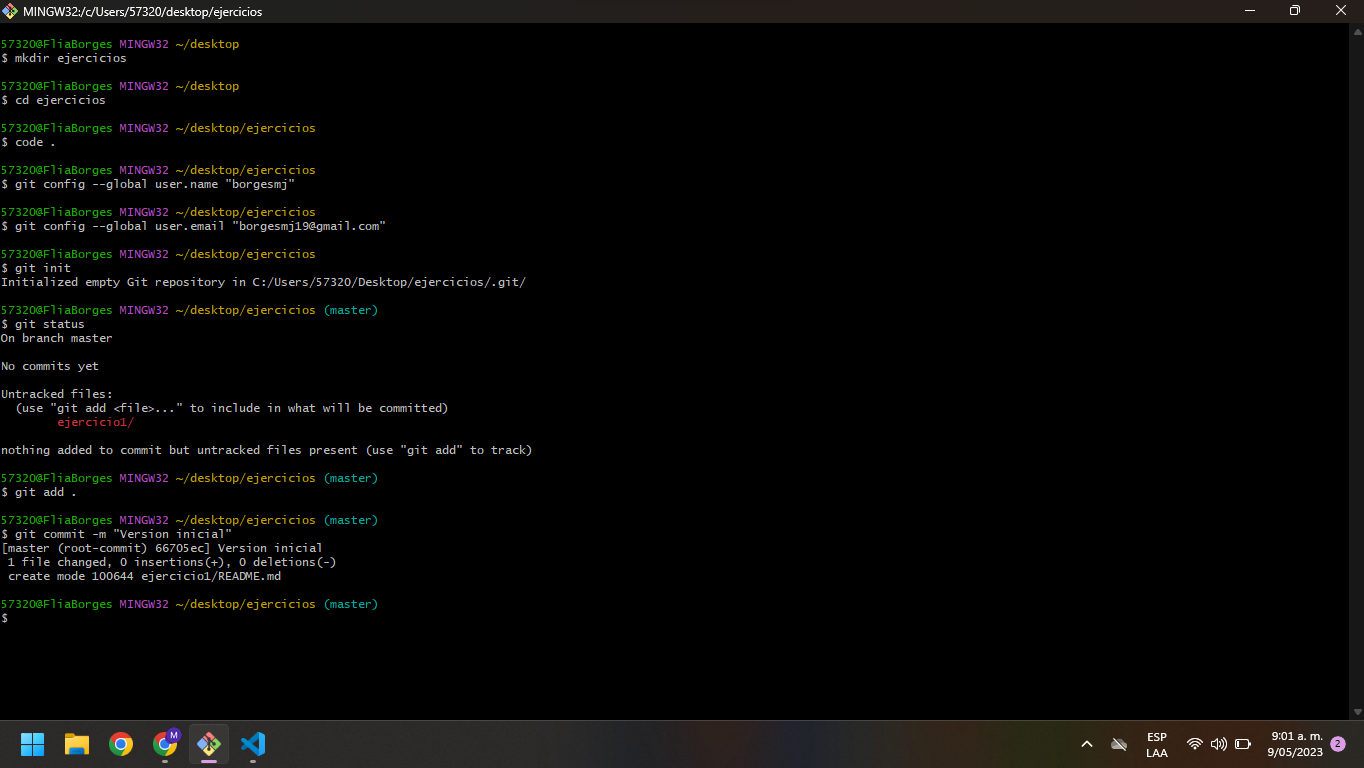 MINGW32:/c/Users/57320/desktop/ejercicios
57320@FliaBorges MINGW32 ~/desktop
$ mkdir ejercicios
57320@FliaBorges MINGW32 ~/desktop
$ cd ejercicios
57320@FliaBorges MINGW32 ~/desktop/ejercicios
$ code .
57320@FliaBorges MINGW32 ~/desktop/ejercicios
$ git config --global user.name "borgesmj"
57320@FliaBorges MINGW32 ~/desktop/ejercicios
$ git config --global user.email "borgesmj19@gmail.com"
57320@FliaBorges MINGW32 ~/desktop/ejercicios
$ git init
Initialized empty Git repository in C:/Users/57320/Desktop/ejercicios/.git/
57320@FliaBorges MINGW32 ~/desktop/ejercicios (master)
$ git status
On branch master
No commits yet
Untracked files:
  (use "git add <file>..." to include in what will be committed)
        ejercicio1/
nothing added to commit but untracked files present (use "git add" to track)
57320@FliaBorges MINGW32 ~/desktop/ejercicios (master)
$ git add .
57320@FliaBorges MINGW32 ~/desktop/ejercicios (master)
$ git commit -m "Version inicial"
[master (root-commit) 66705ec] Version inicial
 1 file changed, 0 insertions(+), 0 deletions(-)
 create mode 100644 ejercicio1/README.md
57320@FliaBorges MINGW32 ~/desktop/ejercicios (master)
$
M
ESP
LAA
9:01 a. m.
9/05/2023
2